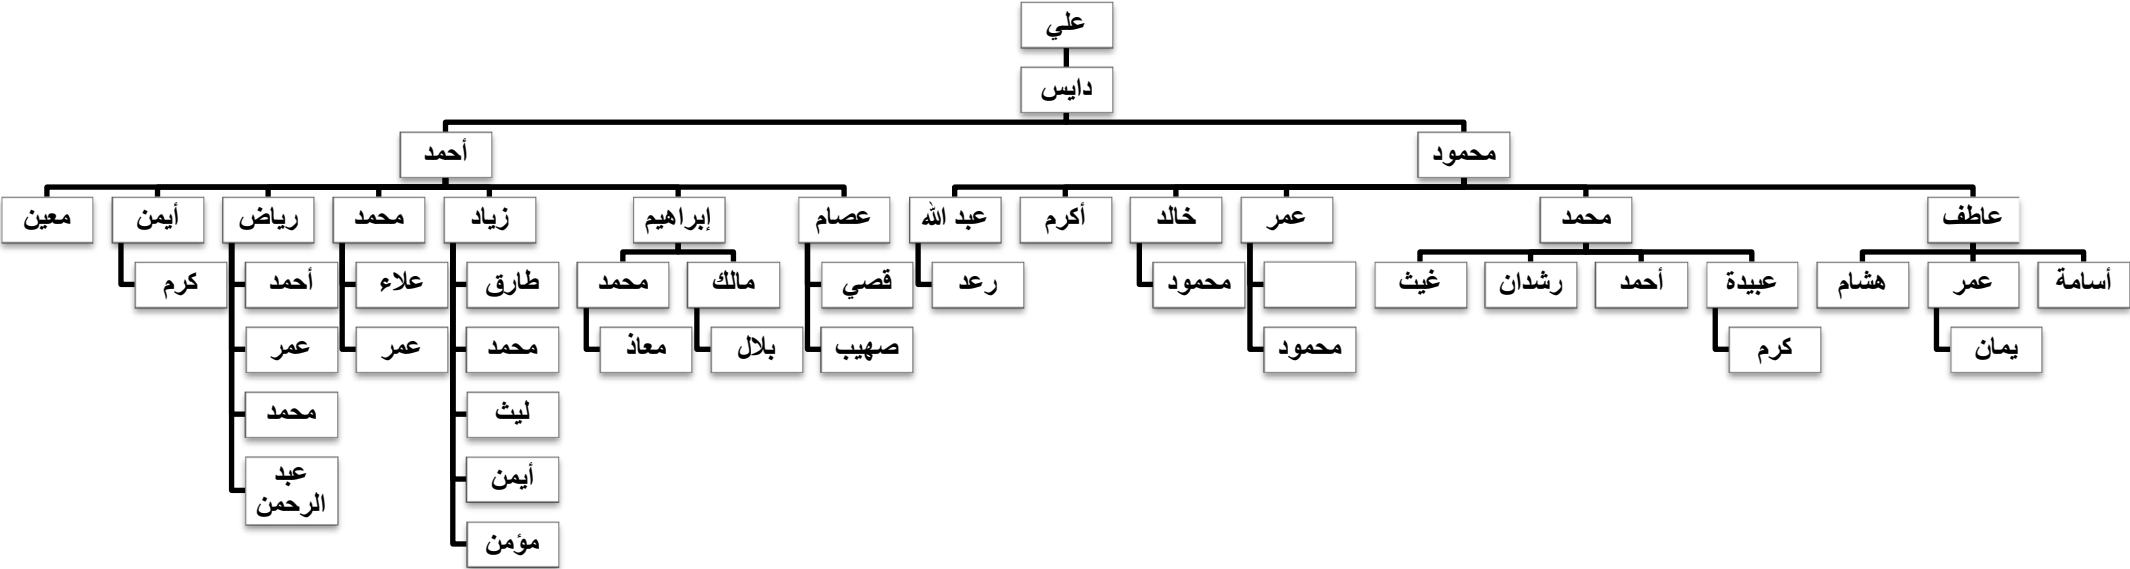 علي
دايس
محمود
أحمد
عاطف
محمد
عمر
خالد
أكرم
عبد الله
عصام
إبراهيم
زياد
محمد
رياض
أيمن
معين
أسامة
عمر
هشام
عبيدة
أحمد
رشدان
غيث
محمود
رعد
قصي
مالك
محمد
طارق
علاء
أحمد
كرم
يمان
كرم
محمود
صهيب
بلال
معاذ
محمد
عمر
عمر
ليث
محمد
أيمن
عبد
الرحمن
مؤمن